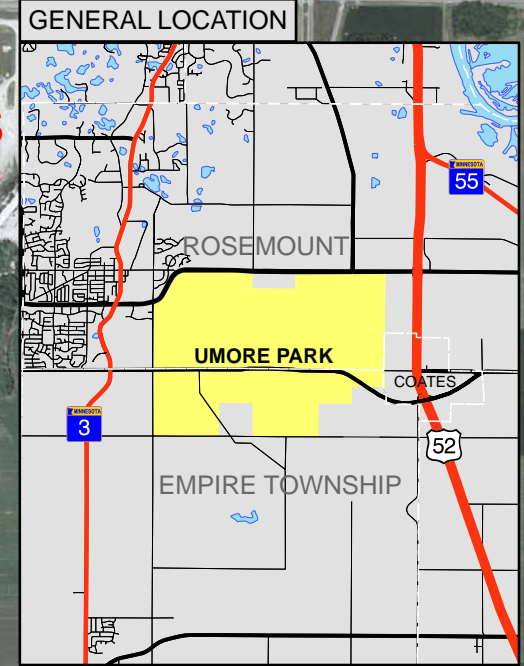 GENERAL LOCATION
MINNESOTA
55
ROSEMOUNT
UMORE PARK
COATES
MINNESOTA
3
52
EMPIRE TOWNSHIP